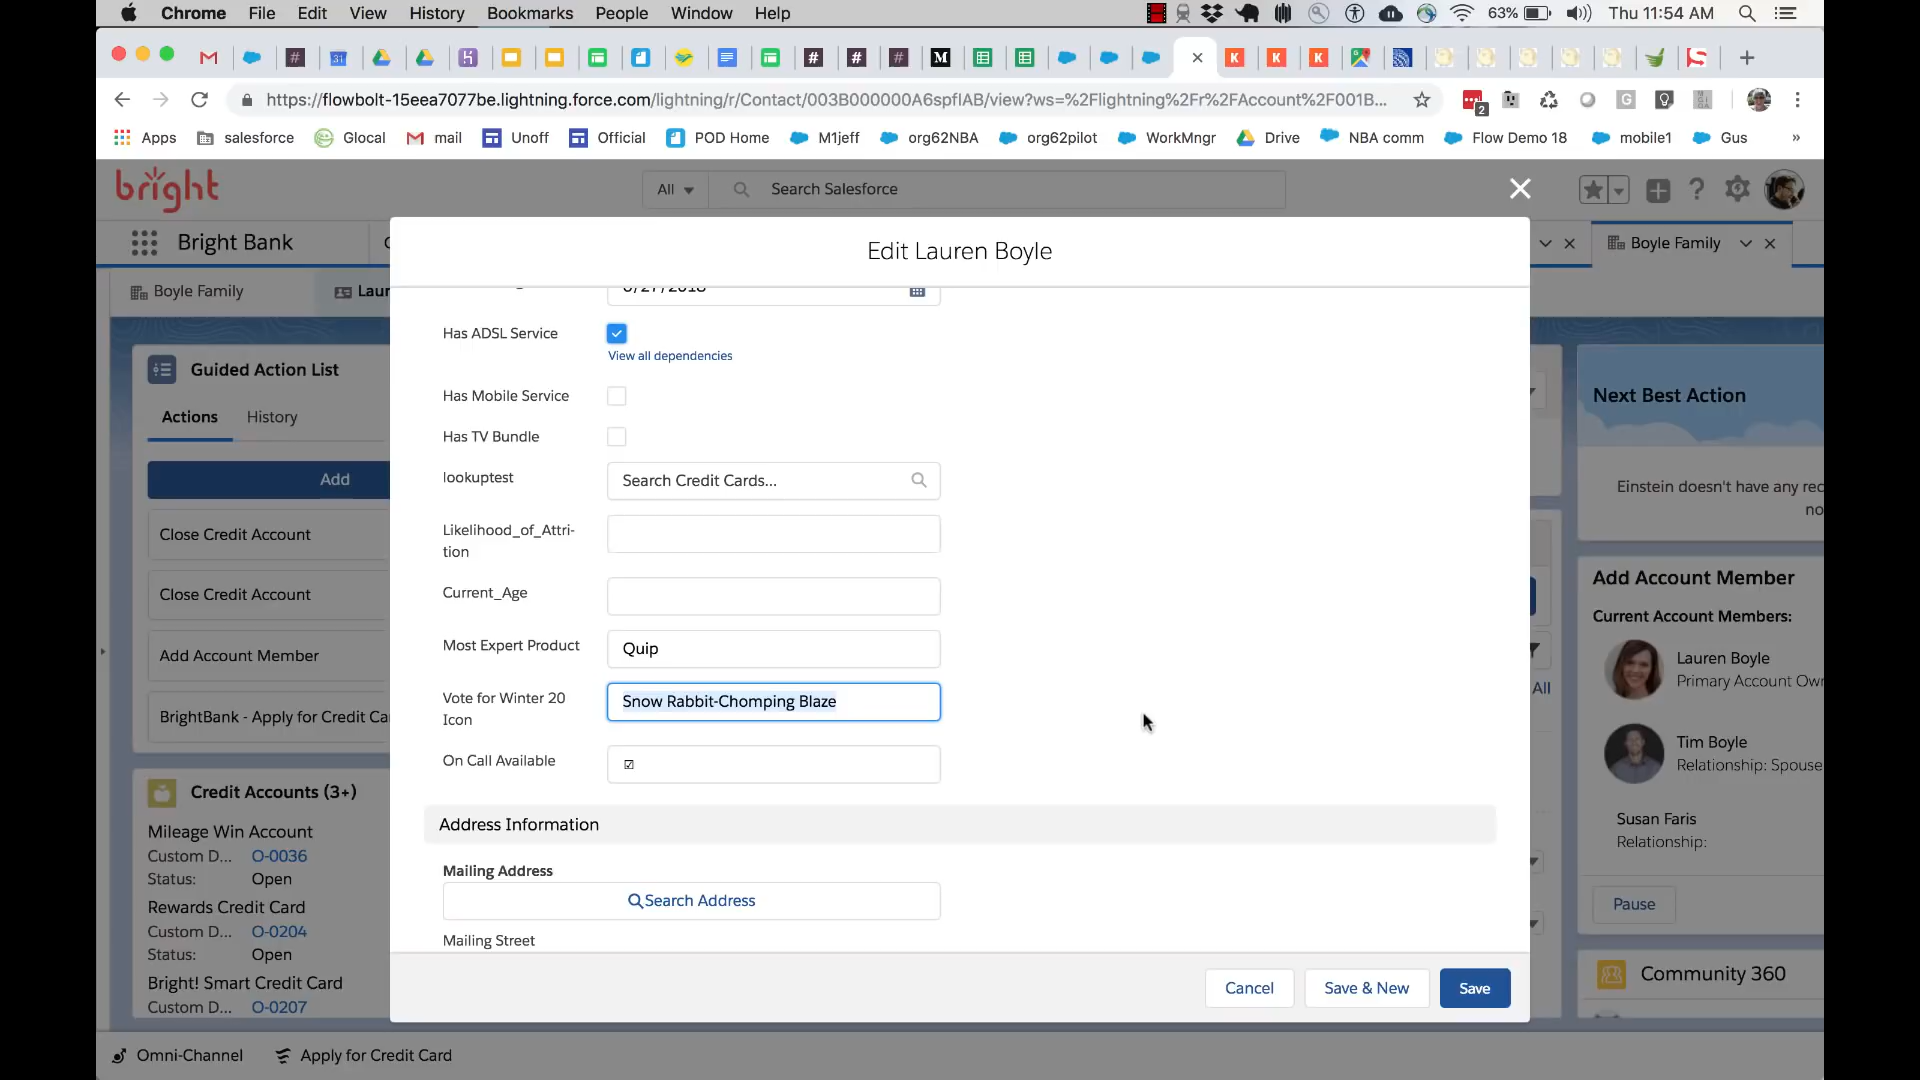 Chrome File Edit View History Bookmarks People Window Help 63% Thu 11:54 AM
https://flowbolt-15eea7077be.lightning.force.com/lightning/r/Contact/003B000000A6spfIAB/view?ws=%2Flightning%2Fr%2FAccount%2F001B... 2
Apps salesforce Glocal mail Unoff Official POD Home M1jeff org62NBA org62pilot WorkMngr Drive NBA comm Flow Demo 18 mobile1 Gus »
bright All Search Salesforce
Bright Bank Edit Lauren Boyle Boyle Family
Boyle Family Laur
Guided Action List
Actions History
Add
Close Credit Account
Close Credit Account
Add Account Member
BrightBank - Apply for Credit Ca
Credit Accounts (3+)
Mileage Win Account
Custom D... O-0036
Status: Open
Rewards Credit Card
Custom D... O-0204
Status: Open
Bright! Smart Credit Card
Custom D... O-0207
Has ADSL Service
View all dependencies
Has Mobile Service
Has TV Bundle
lookuptest Search Credit Cards...
Likelihood_of_Attri-
tion
Current_Age
Most Expert Product Quip
Vote for Winter 20 Snow Rabbit-Chomping Blaze
Icon
On Call Available ☑
Address Information
Mailing Address
Search Address
Mailing Street
Cancel Save & New Save
Next Best Action
Einstein doesn't have any rec
no
Add Account Member
Current Account Members:
Lauren Boyle
Primary Account Own
All
Tim Boyle
Relationship: Spouse
Susan Faris
Relationship:
Pause
Community 360
Omni-Channel Apply for Credit Card